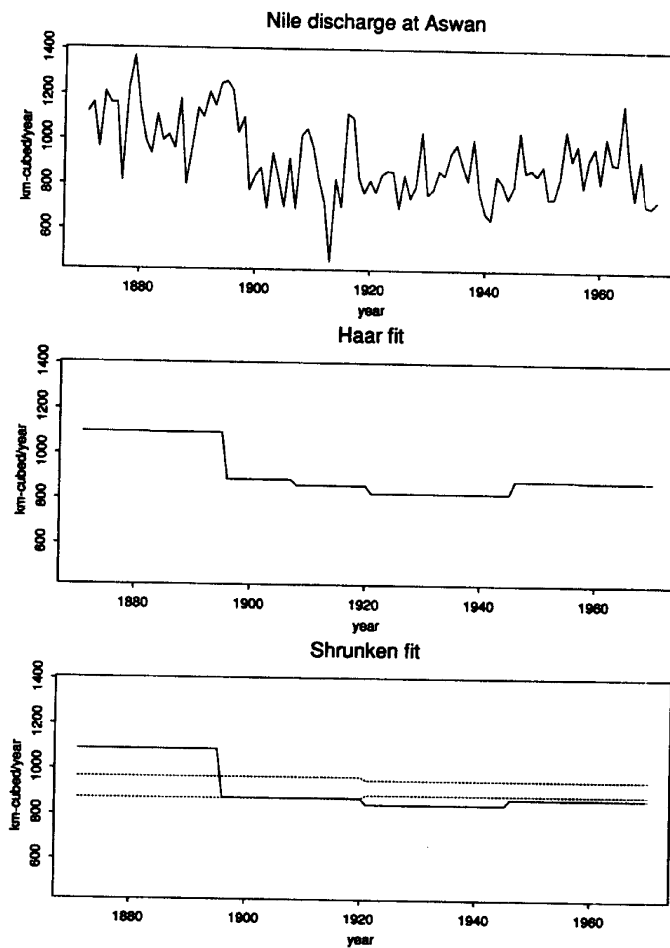 Nile discharge at Aswan
km-cubed/year
600 800 1000 1200 1400
1880 1900 1920 1940 1960
year
Haar fit
km-cubed/year
600 800 1000 1200 1400
1880 1900 1920 1940 1960
year
Shrunken fit
km-cubed/year
600 800 1000 1200 1400
1880 1900 1920 1940 1960
year